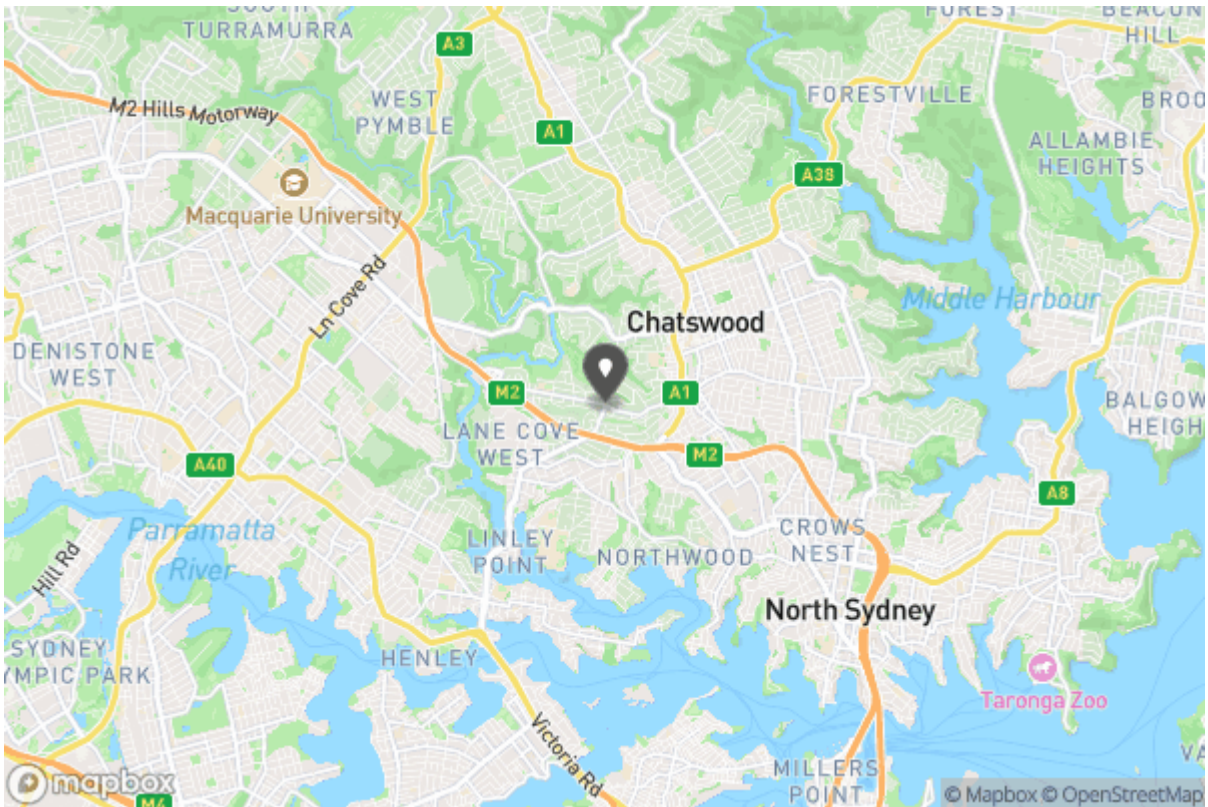 SOUTH
TURRAMURRA
A3
FOREST
BEACON
HILL
M2 Hills Motorway
WEST
PYMBLE
A1
FORESTVILLE
BROO
ALLAMBIE
HEIGHTS
A38
Macquarie University
Ln Cove Rd
Middle Harbour
Chatswood
DENISTONE
WEST
M2
A1
BALGOW
HEIGH
LANE COVE
WEST
M2
A40
A8
Parramatta
River
Hill Rd
LINLEY
POINT
NORTHWOOD
CROWS
NEST
North Sydney
SYDNEY
YMPIC PARK
HENLEY
Taronga Zoo
Victoria Rd
MILLERS
POINT
VA
mapbox
M4
© Mapbox © OpenStreetMap